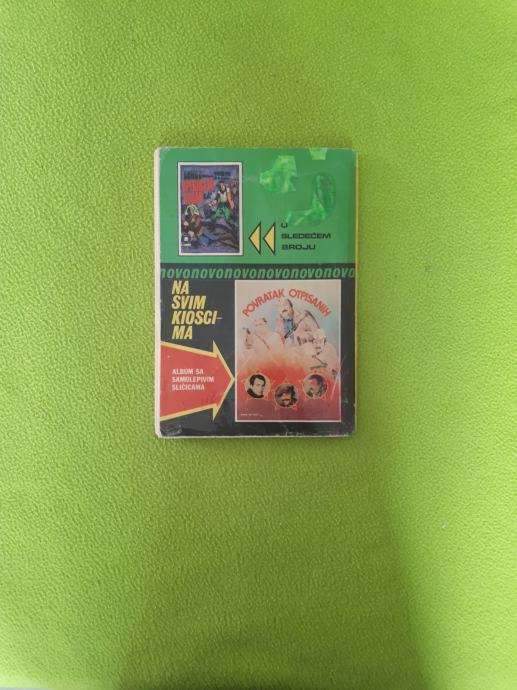 U
SLEDEĆEM
BROJU
novonovonovonovonovonovo
NA
SVIM
KIOSCI-
MA
POVRATAK OTPISANIH
ALBUM SA
SAMOLEPIVIM
SLIČICAMA